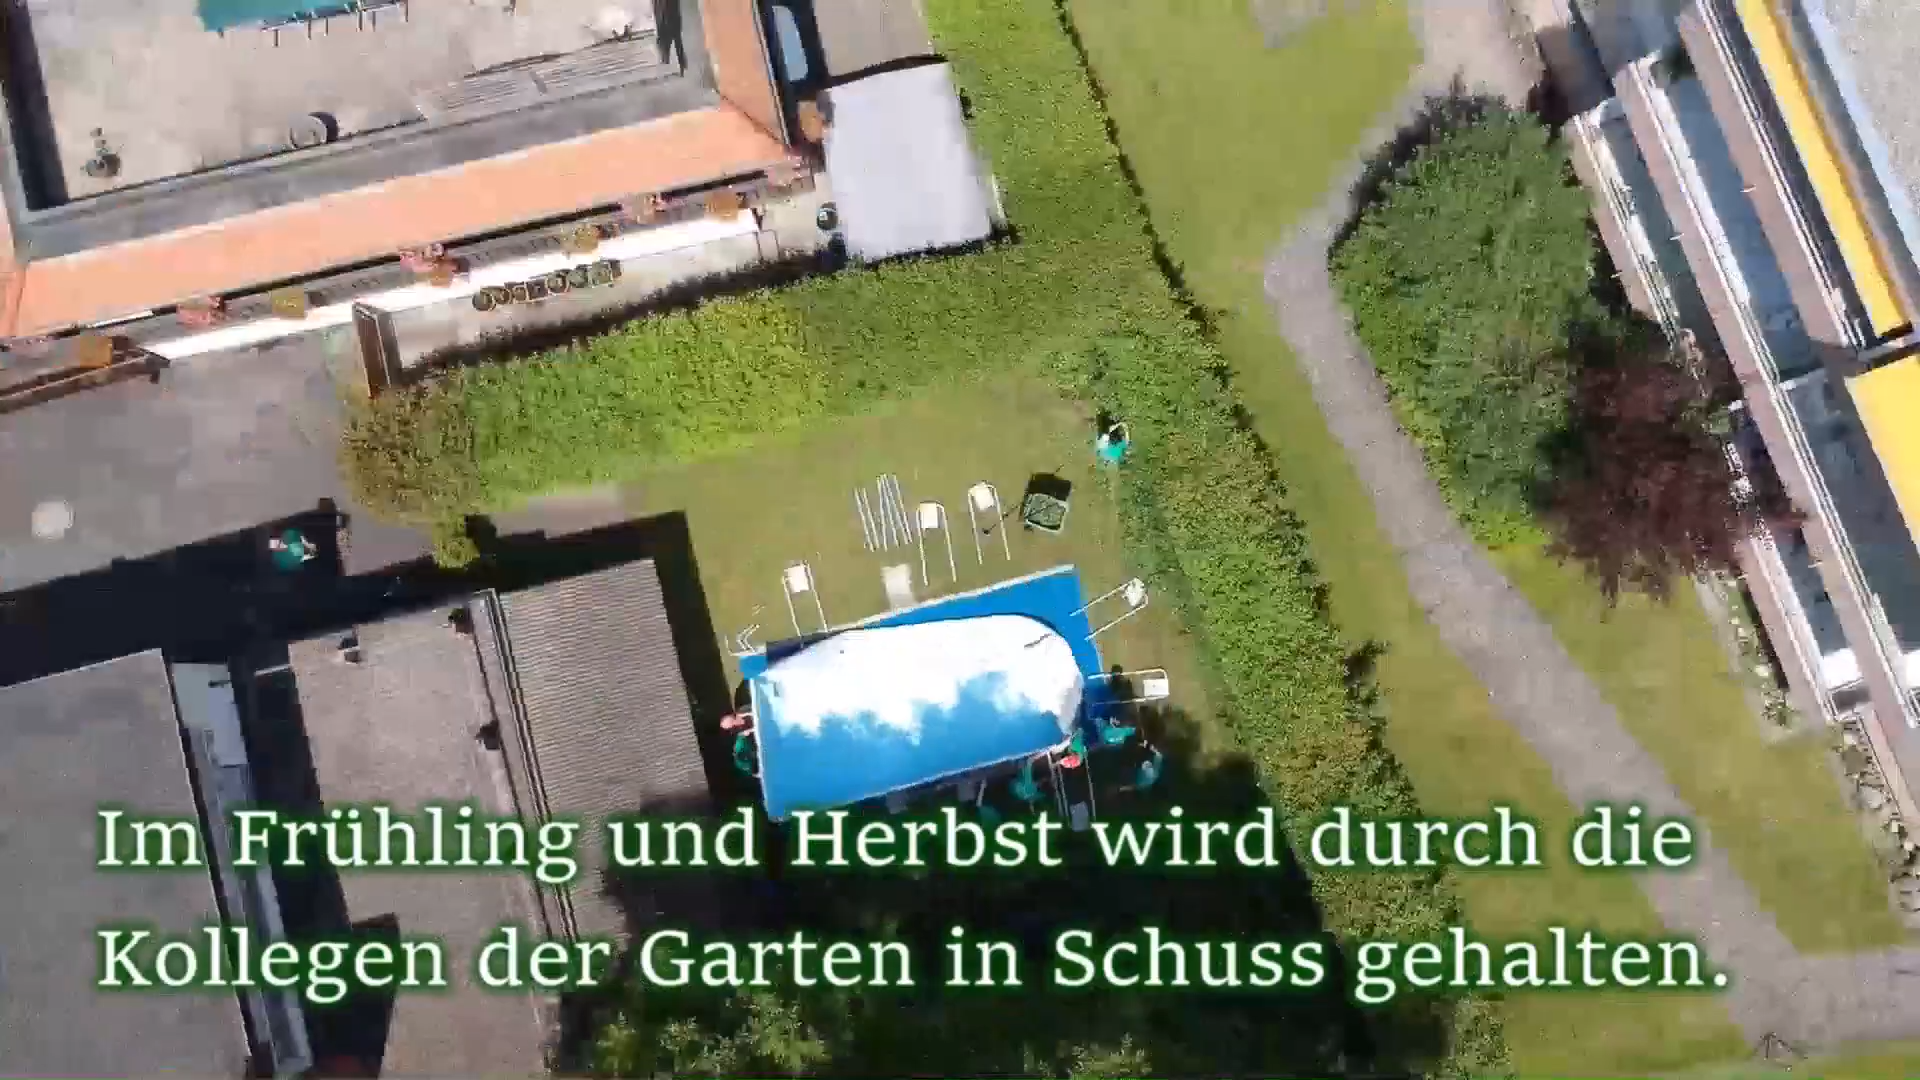 Im Frühling und Herbst wird durch die
Kollegen der Garten in Schuss gehalten.